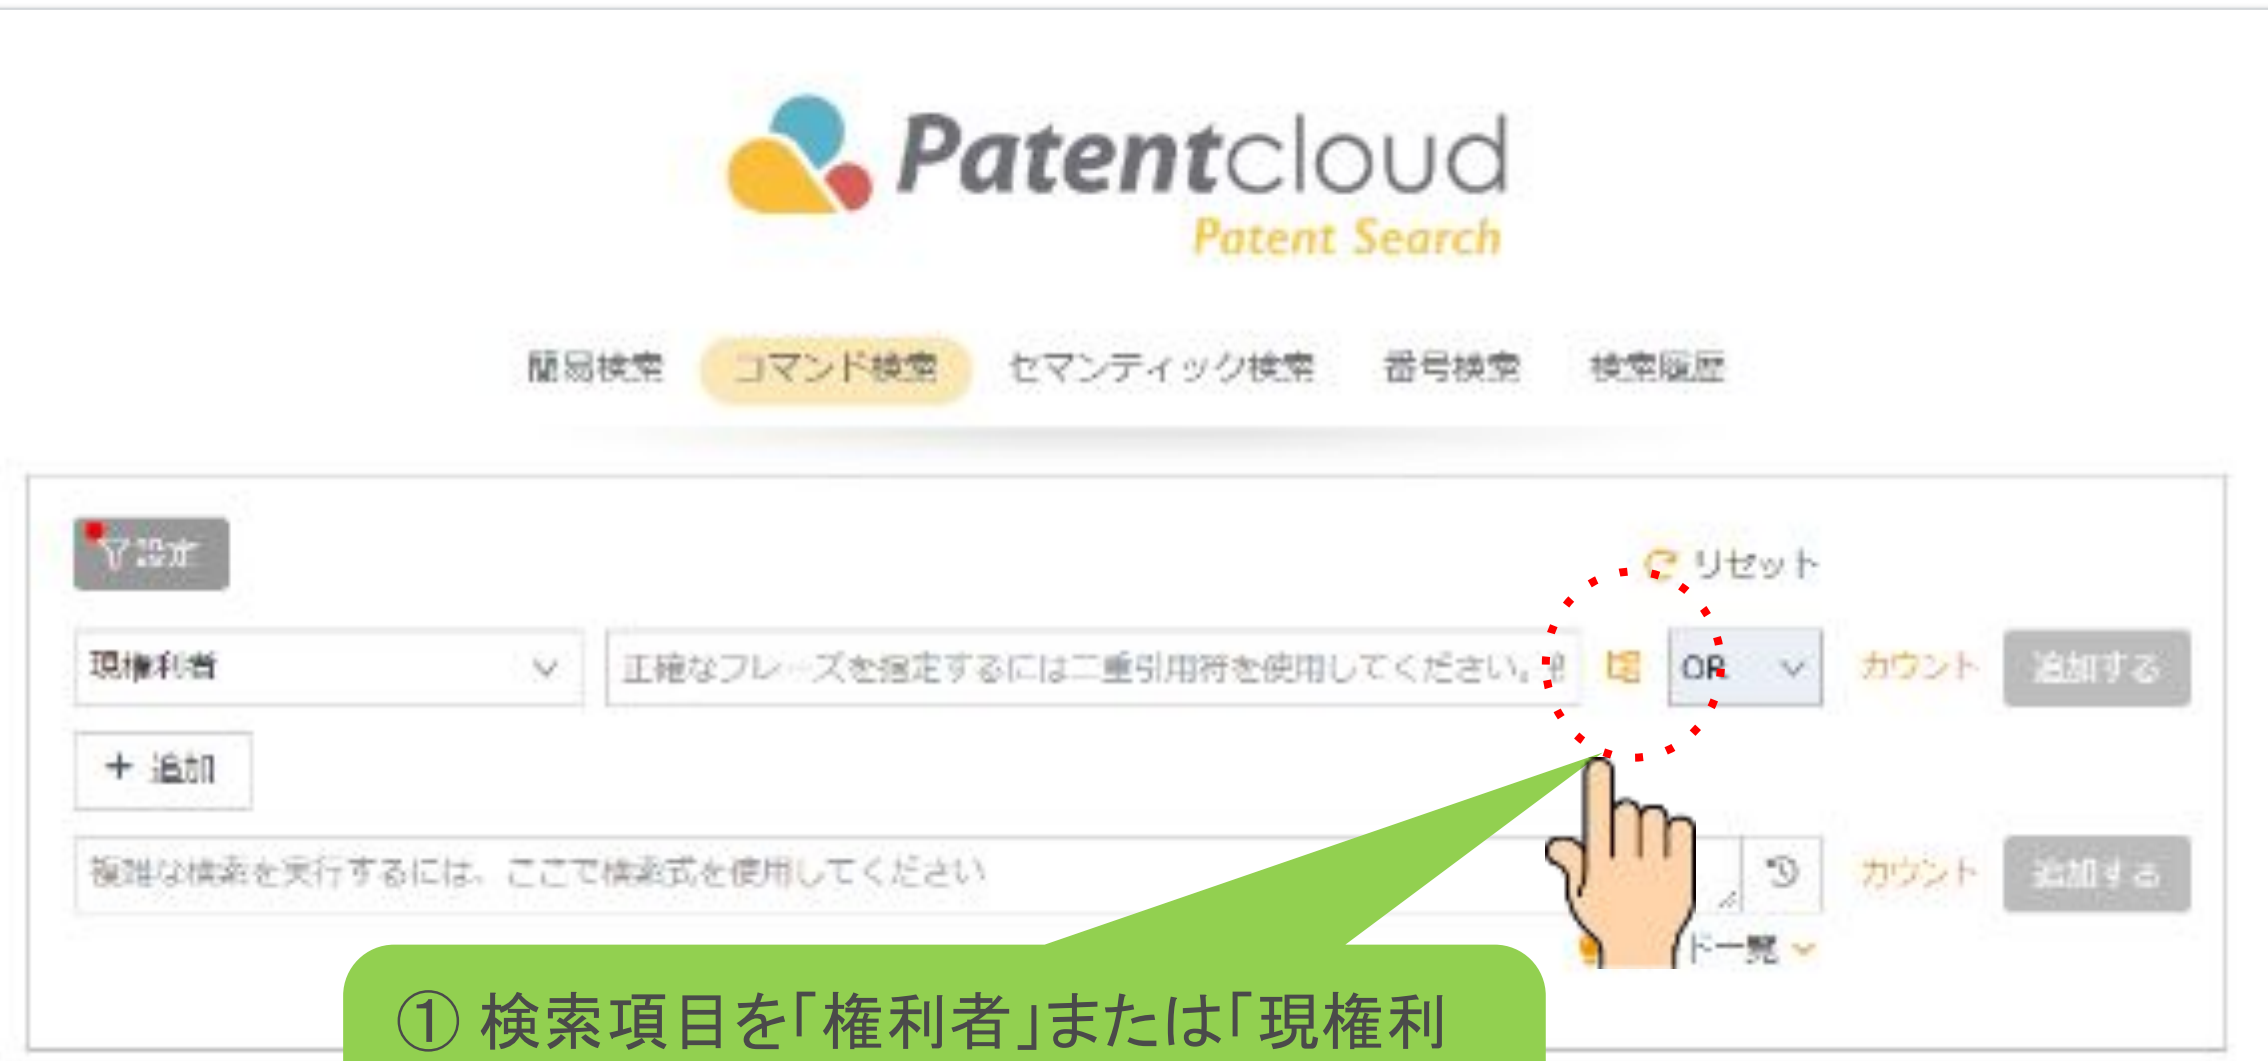 Patentcloud
Patent Search
簡易検索 コマンド検索 セマンティック検索 番号検索 検索履歴
設定
リセット
現権利者 正確なフレーズを指定するには二重引用符を使用してください。 OR カウント 追加する
+ 追加
複雑な検索を実行するには、ここで検索式を使用してください カウント 追加する
ド一覧
① 検索項目を「権利者」または「現権利